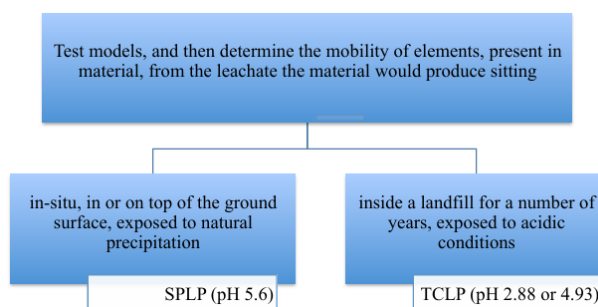 Test models, and then determine the mobility of elements, present in
material, from the leachate the material would produce sitting
in-situ, in or on top of the ground
surface, exposed to natural
precipitation
SPLP (pH 5.6)
inside a landfill for a number of
years, exposed to acidic
conditions
TCLP (pH 2.88 or 4.93)